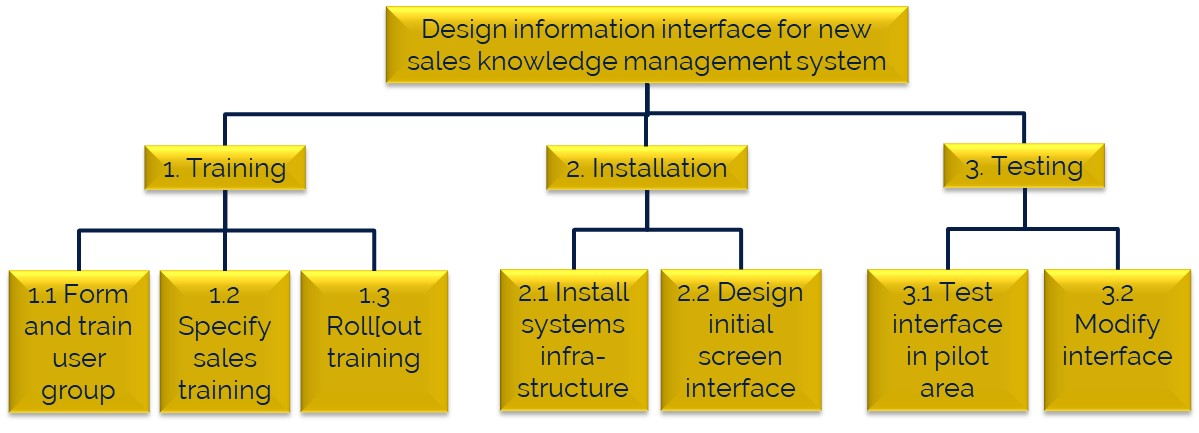 Design information interface for new
sales knowledge management system
1. Training
2. Installation
3. Testing
1.1 Form
and train
user
group
1.2
Specify
sales
training
1.3
Roll[out
training
2.1 Install
systems
infra-
structure
2.2 Design
initial
screen
interface
3.1 Test
interface
in pilot
area
3.2
Modify
interface